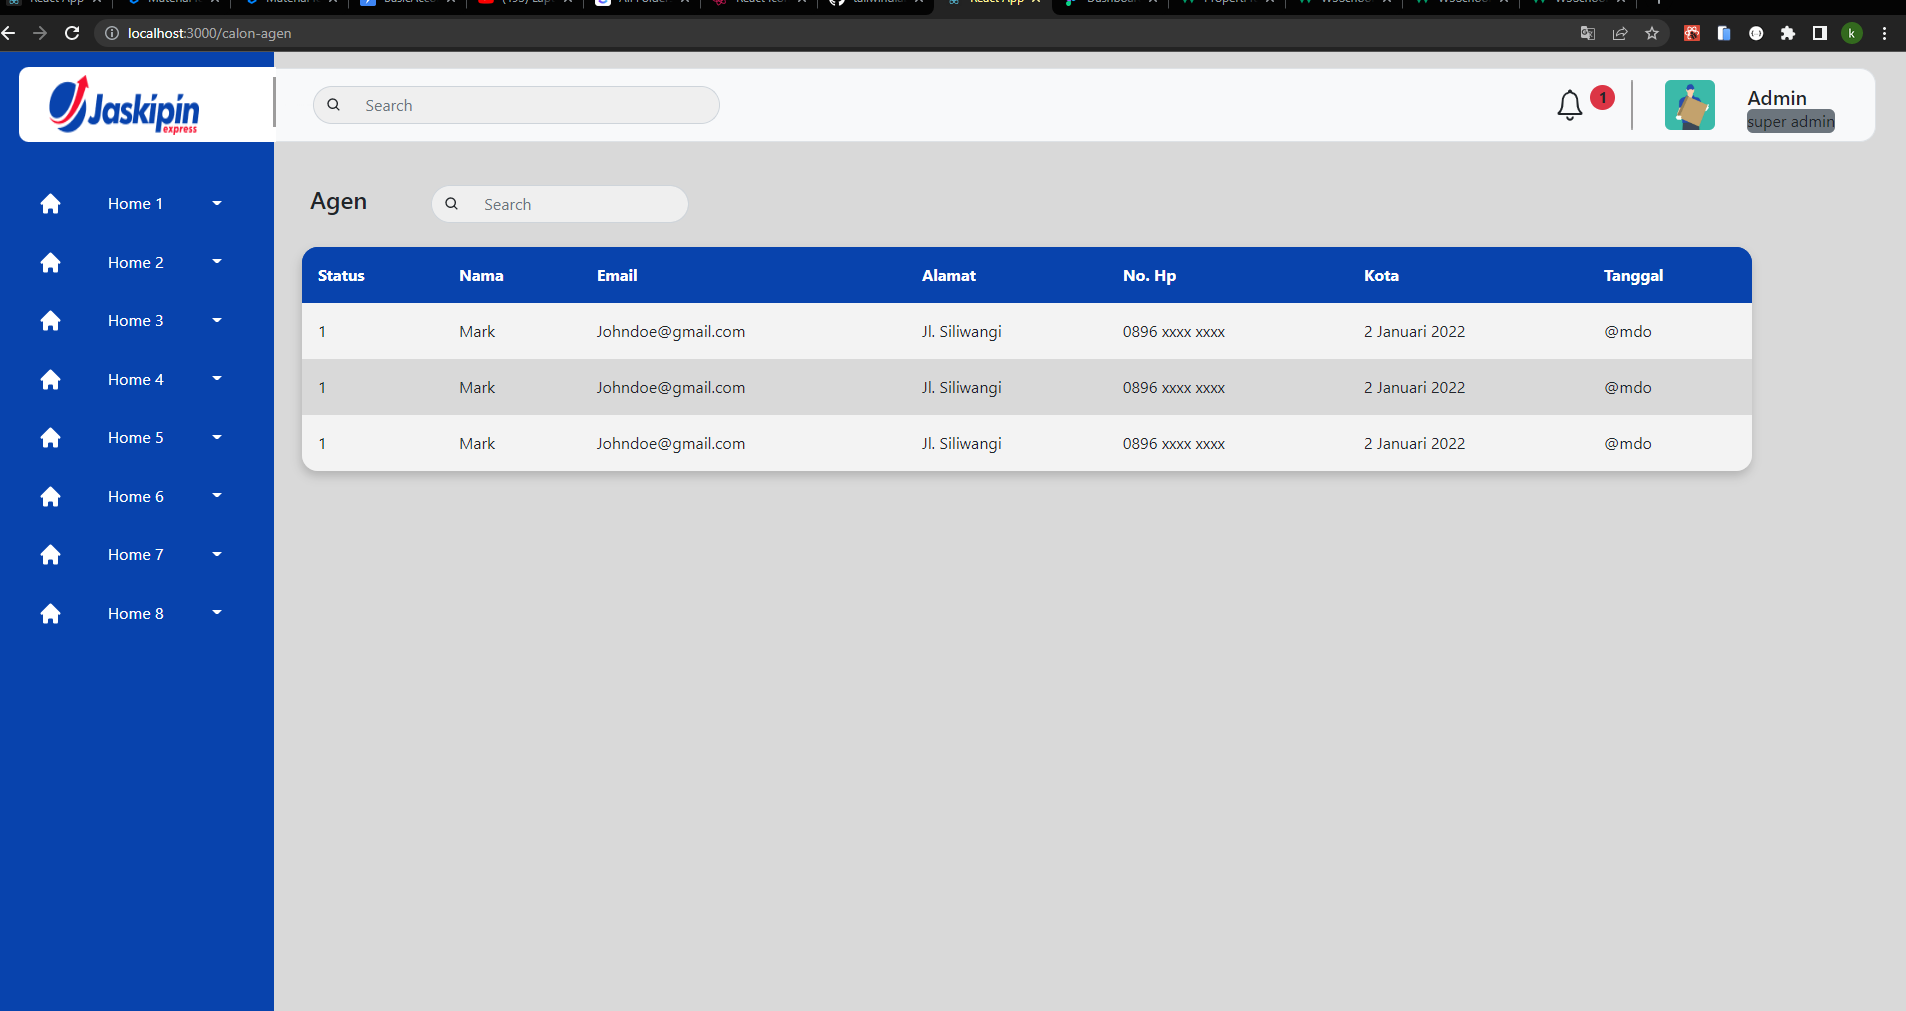 React App
localhost:3000/calon-agen
k
Jaskipin
express
Search
1
Admin
super admin
Home 1
Home 2
Home 3
Home 4
Home 5
Home 6
Home 7
Home 8
Agen
Search
Status Nama Email Alamat No. Hp Kota Tanggal
1 Mark Johndoe@gmail.com Jl. Siliwangi 0896 xxxx xxxx 2 Januari 2022 @mdo
1 Mark Johndoe@gmail.com Jl. Siliwangi 0896 xxxx xxxx 2 Januari 2022 @mdo
1 Mark Johndoe@gmail.com Jl. Siliwangi 0896 xxxx xxxx 2 Januari 2022 @mdo